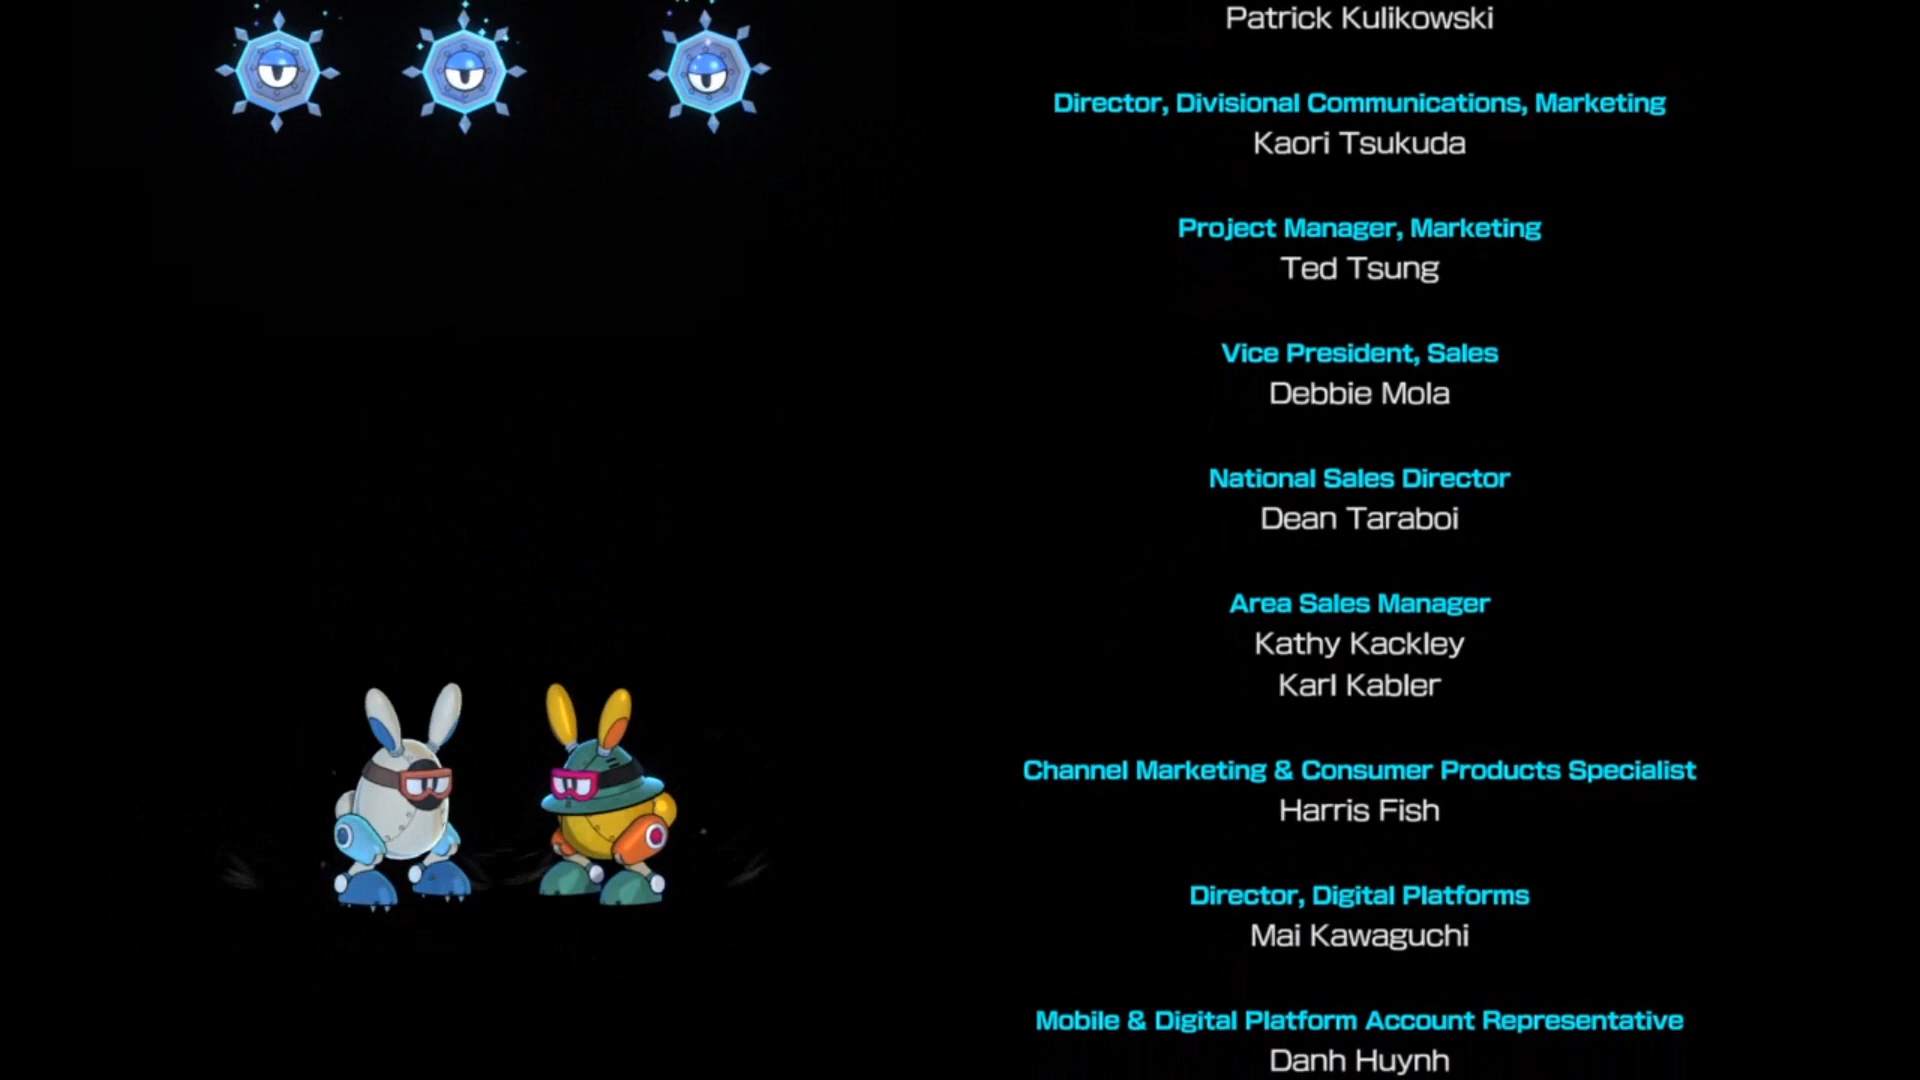 Patrick Kulikowski
Director, Divisional Communications, Marketing
Kaori Tsukuda
Project Manager, Marketing
Ted Tsung
Vice President, Sales
Debbie Mola
National Sales Director
Dean Taraboi
Area Sales Manager
Kathy Kackley
Karl Kabler
Channel Marketing & Consumer Products Specialist
Harris Fish
Director, Digital Platforms
Mai Kawaguchi
Mobile & Digital Platform Account Representative
Danh Huynh